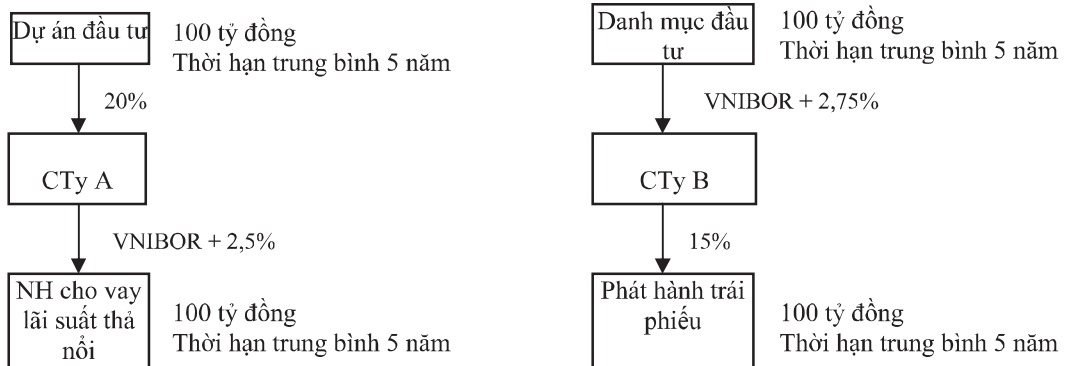 Dự án đầu tư
100 tỷ đồng
Thời hạn trung bình 5 năm
20%
CTy A
VNIBOR + 2,5%
NH cho vay
lãi suất thả
nổi
100 tỷ đồng
Thời hạn trung bình 5 năm
Danh mục đầu
tư
100 tỷ đồng
Thời hạn trung bình 5 năm
VNIBOR + 2,75%
CTy B
15%
Phát hành trái
phiếu
100 tỷ đồng
Thời hạn trung bình 5 năm